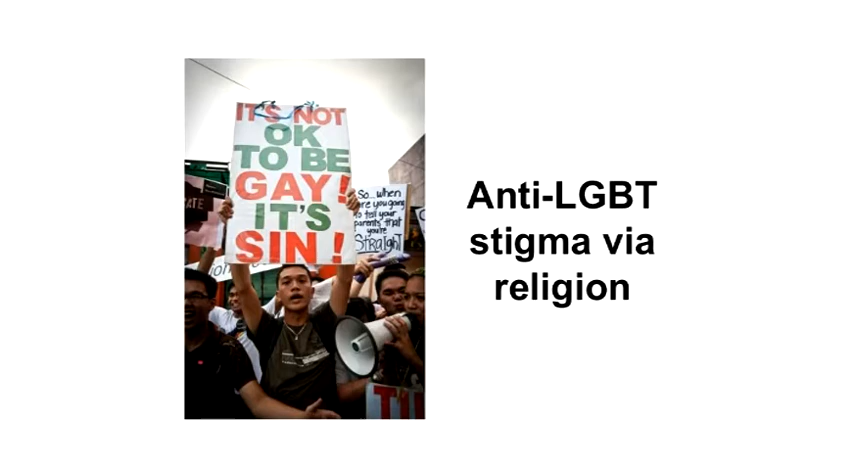 IT'S NOT
OK
TO BE
GAY!
IT'S
SIN!
So... when
are you going
to tell your
parents that
you're
Straight
Anti-LGBT
stigma via
religion